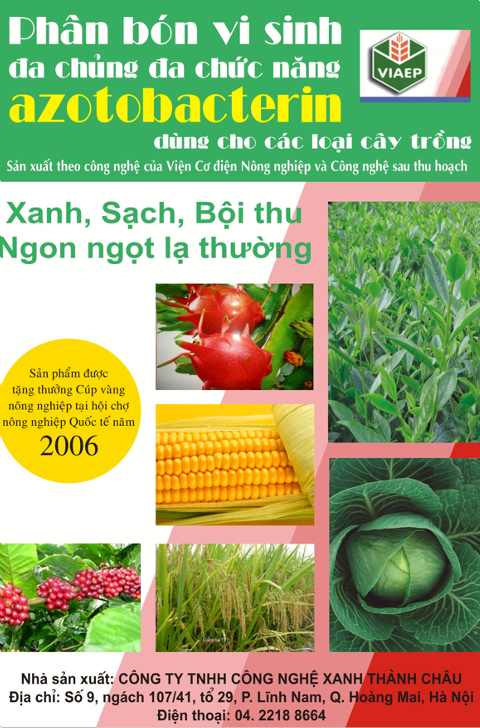 Phân bón vi sinh
đa chủng đa chức năng
azotobacterin
dùng cho các loại cây trồng
VIAEP
Sản xuất theo công nghệ của Viện Cơ điện Nông nghiệp và Công nghệ sau thu hoạch
Xanh, Sạch, Bội thu
Ngon ngọt lạ thường
Sản phẩm được
tặng thưởng Cúp vàng
nông nghiệp tại hội chợ
nông nghiệp Quốc tế năm
2006
Nhà sản xuất: CÔNG TY TNHH CÔNG NGHỆ XANH THÀNH CHÂU
Địa chỉ: Số 9, ngách 107/41, tổ 29, P. Lĩnh Nam, Q. Hoàng Mai, Hà Nội
Điện thoại: 04. 2218 8664